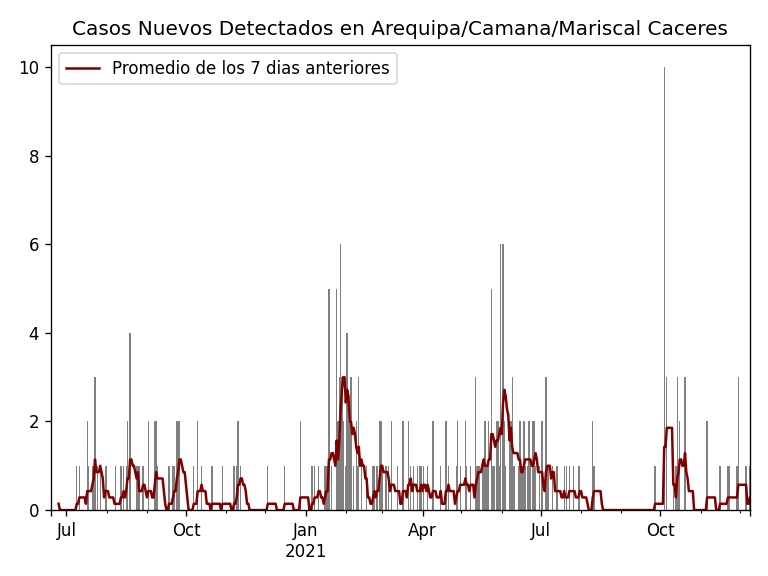 Casos Nuevos Detectados en Arequipa/Camana/Mariscal Caceres
Promedio de los 7 dias anteriores
10
8
6
4
2
0
Jul Oct Jan Apr Jul Oct
2021